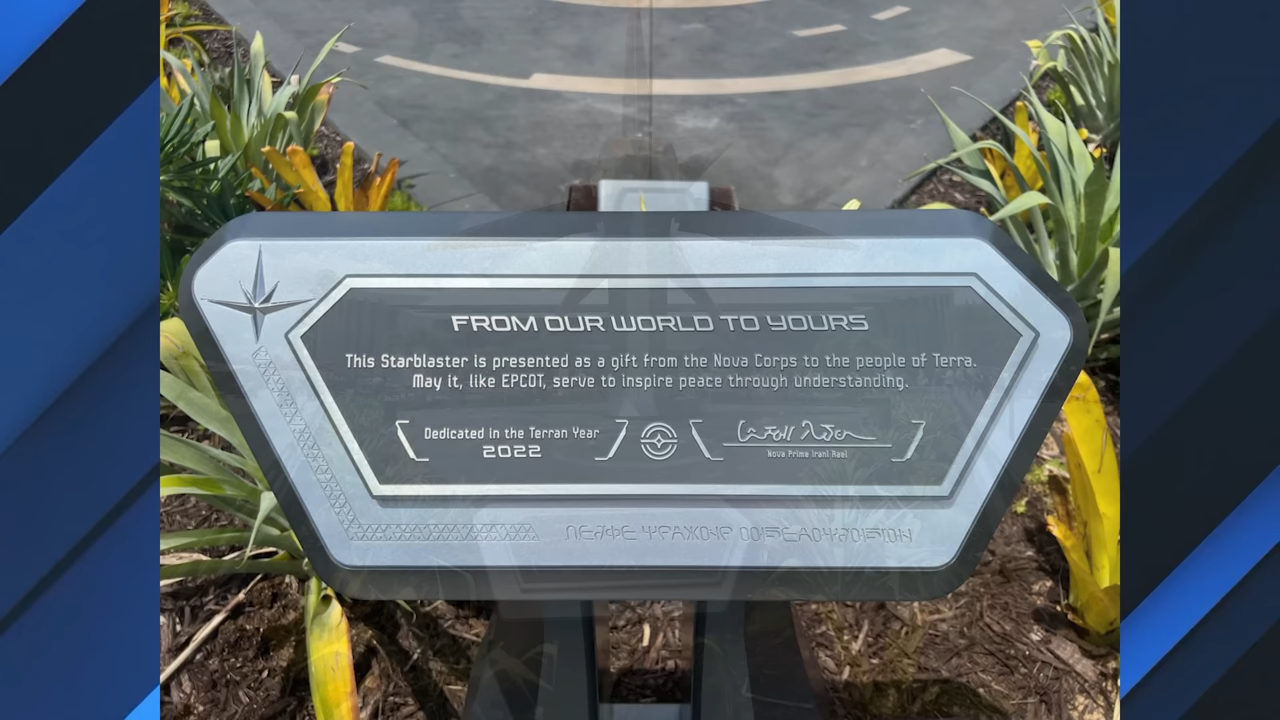 FROM OUR WORLD TO YOURS
This Starblaster is presented as a gift from the Nova Corps to the people of Terra.
May it, like EPCOT, serve to inspire peace through understanding.
Dedicated in the Terran Year
2022
Nova Prime Irani Rael